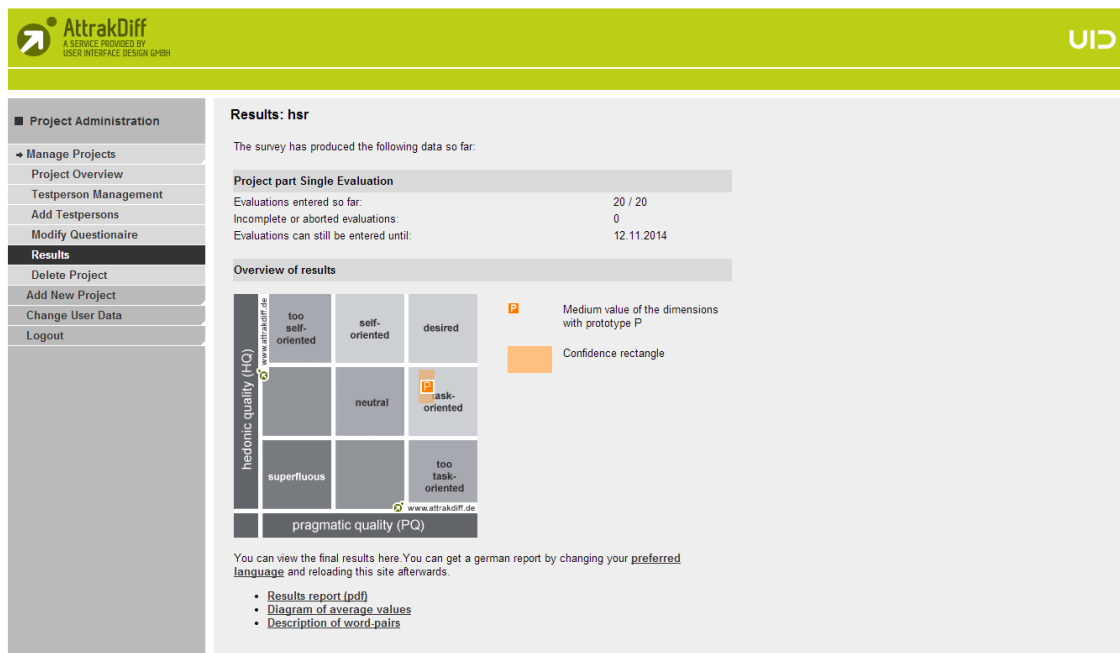 AttrakDiff
A SERVICE PROVIDED BY
USER INTERFACE DESIGN GMBH
UID
Project Administration
Manage Projects
Project Overview
Testperson Management
Add Testpersons
Modify Questionaire
Results
Delete Project
Add New Project
Change User Data
Logout
Results: hsr
The survey has produced the following data so far:
Project part Single Evaluation
Evaluations entered so far: 20 / 20
Incomplete or aborted evaluations: 0
Evaluations can still be entered until: 12.11.2014
Overview of results
hedonic quality (HQ)
www.attrakdiff.de
too
self-
oriented
self-
oriented
desired
neutral
P
task-
oriented
superfluous
too
task-
oriented
www.attrakdiff.de
pragmatic quality (PQ)
P
Medium value of the dimensions
with prototype P
Confidence rectangle
You can view the final results here.You can get a german report by changing your preferred
language and reloading this site afterwards.
Results report (pdf)
Diagram of average values
Description of word-pairs